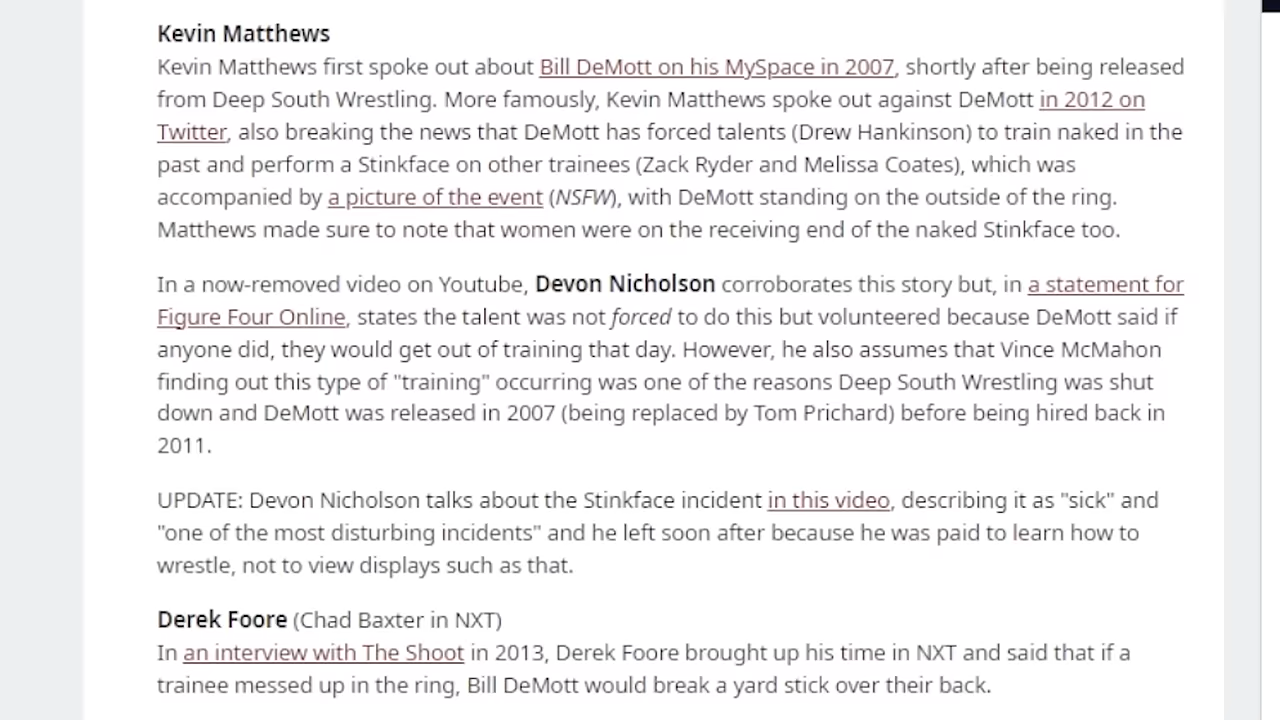 Kevin Matthews
Kevin Matthews first spoke out about Bill DeMott on his MySpace in 2007, shortly after being released
from Deep South Wrestling. More famously, Kevin Matthews spoke out against DeMott in 2012 on
Twitter, also breaking the news that DeMott has forced talents (Drew Hankinson) to train naked in the
past and perform a Stinkface on other trainees (Zack Ryder and Melissa Coates), which was
accompanied by a picture of the event (NSFW), with DeMott standing on the outside of the ring.
Matthews made sure to note that women were on the receiving end of the naked Stinkface too.
In a now-removed video on Youtube, Devon Nicholson corroborates this story but, in a statement for
Figure Four Online, states the talent was not forced to do this but volunteered because DeMott said if
anyone did, they would get out of training that day. However, he also assumes that Vince McMahon
finding out this type of "training" occurring was one of the reasons Deep South Wrestling was shut
down and DeMott was released in 2007 (being replaced by Tom Prichard) before being hired back in
2011.
UPDATE: Devon Nicholson talks about the Stinkface incident in this video, describing it as "sick" and
"one of the most disturbing incidents" and he left soon after because he was paid to learn how to
wrestle, not to view displays such as that.
Derek Foore (Chad Baxter in NXT)
In an interview with The Shoot in 2013, Derek Foore brought up his time in NXT and said that if a
trainee messed up in the ring, Bill DeMott would break a yard stick over their back.